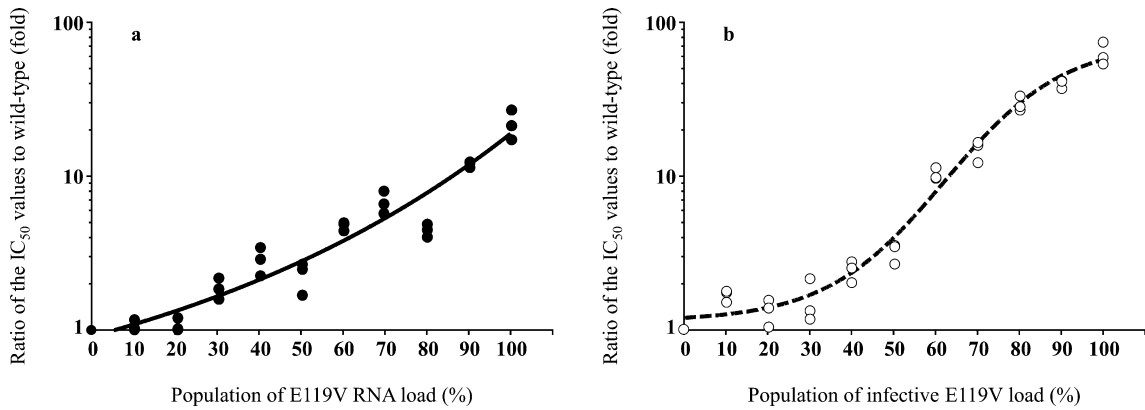 a
100
10
1
Ratio of the IC50 values to wild-type (fold)
0 10 20 30 40 50 60 70 80 90 100
Population of E119V RNA load (%)
b
100
10
1
Ratio of the IC50 values to wild-type (fold)
0 10 20 30 40 50 60 70 80 90 100
Population of infective E119V load (%)